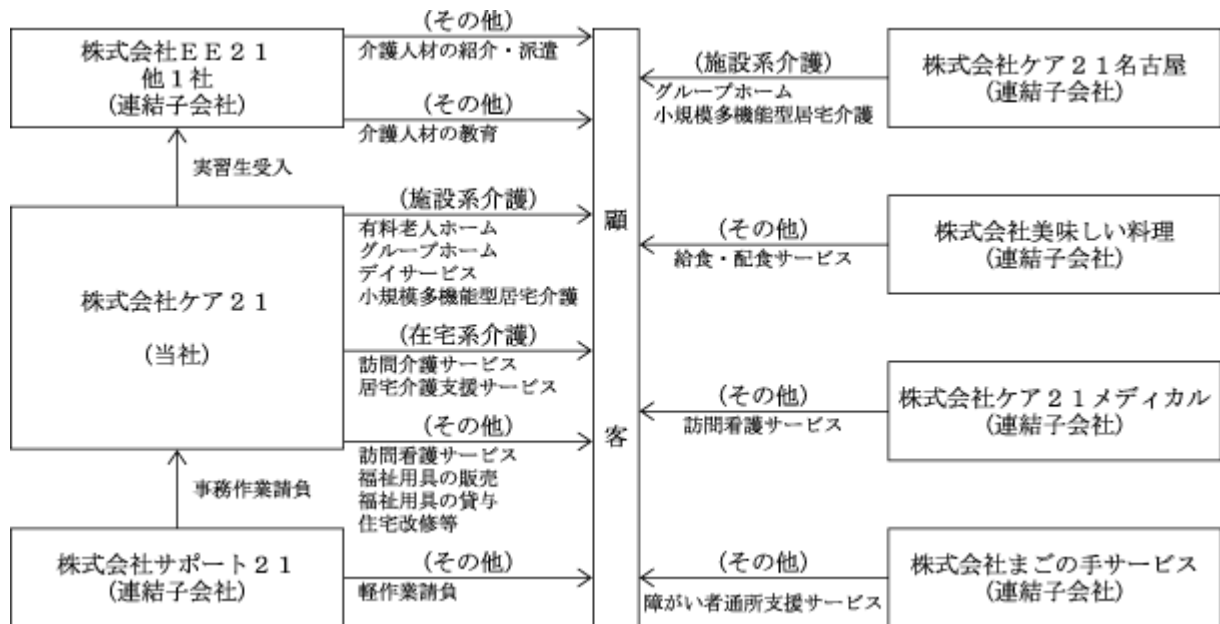 株式会社ＥＥ２１
他１社
(連結子会社)
(その他)
介護人材の紹介・派遣
(その他)
介護人材の教育
実習生受入
株式会社ケア２１
(当社)
(施設系介護)
有料老人ホーム
グループホーム
デイサービス
小規模多機能型居宅介護
(在宅系介護)
訪問介護サービス
居宅介護支援サービス
(その他)
訪問看護サービス
福祉用具の販売
福祉用具の貸与
住宅改修等
事務作業請負
株式会社サポート２１
(連結子会社)
(その他)
軽作業請負
顧
客
(施設系介護)
グループホーム
小規模多機能型居宅介護
株式会社ケア２１名古屋
(連結子会社)
(その他)
給食・配食サービス
株式会社美味しい料理
(連結子会社)
(その他)
訪問看護サービス
株式会社ケア２１メディカル
(連結子会社)
(その他)
障がい者通所支援サービス
株式会社まごの手サービス
(連結子会社)